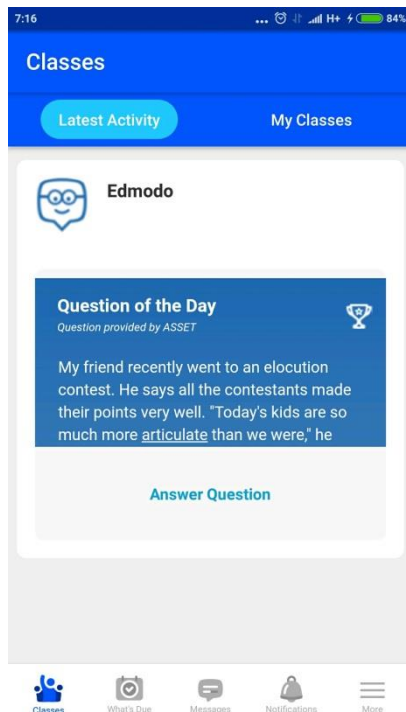 7:16 ... H+ 84%
Classes
Latest Activity My Classes
Edmodo
Question of the Day
Question provided by ASSET
My friend recently went to an elocution
contest. He says all the contestants made
their points very well. "Today's kids are so
much more articulate than we were," he
Answer Question
Classes What's Due Messages Notifications More